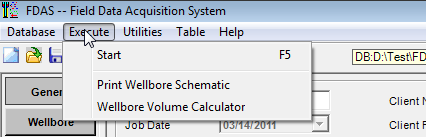 FDAS -- Field Data Acquisition System
Database Execute Utilities Table Help
Start F5
DB:D:\Test\FD
Print Wellbore Schematic
Gener
Client N
Wellbore Volume Calculator
Wellbore
Job Date 03/14/2011 Client F